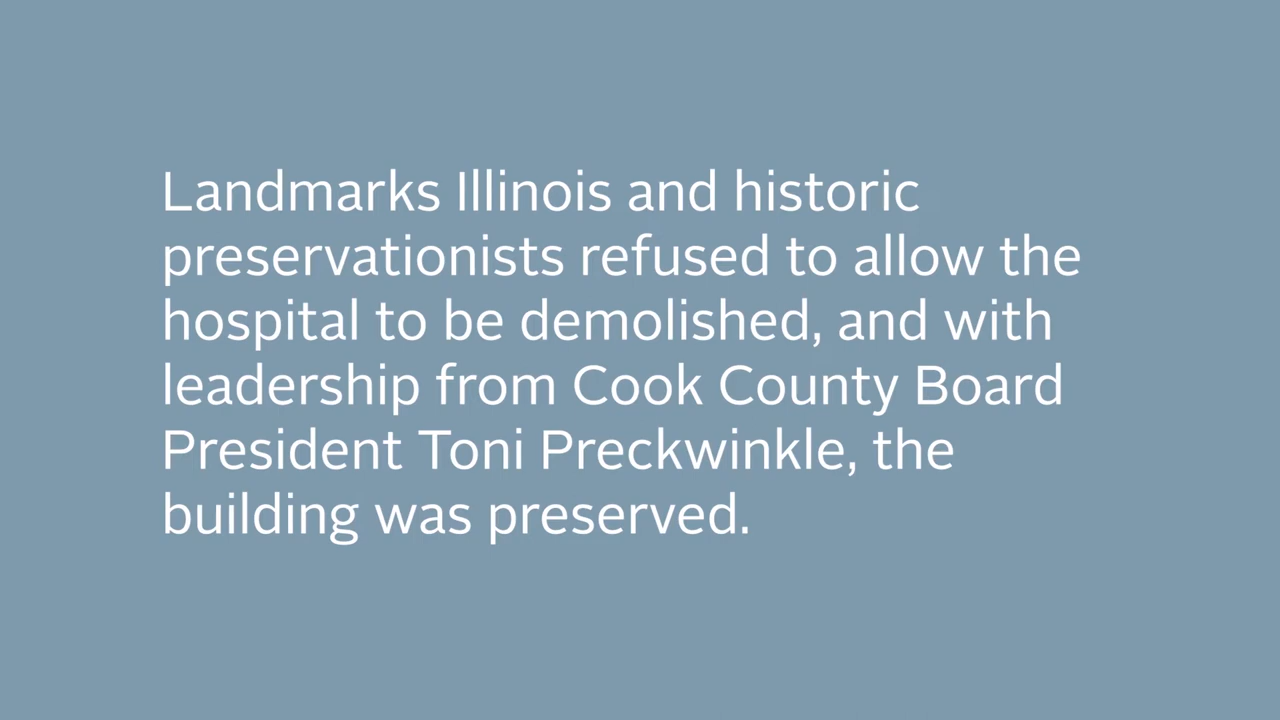 Landmarks Illinois and historic
preservationists refused to allow the
hospital to be demolished, and with
leadership from Cook County Board
President Toni Preckwinkle, the
building was preserved.